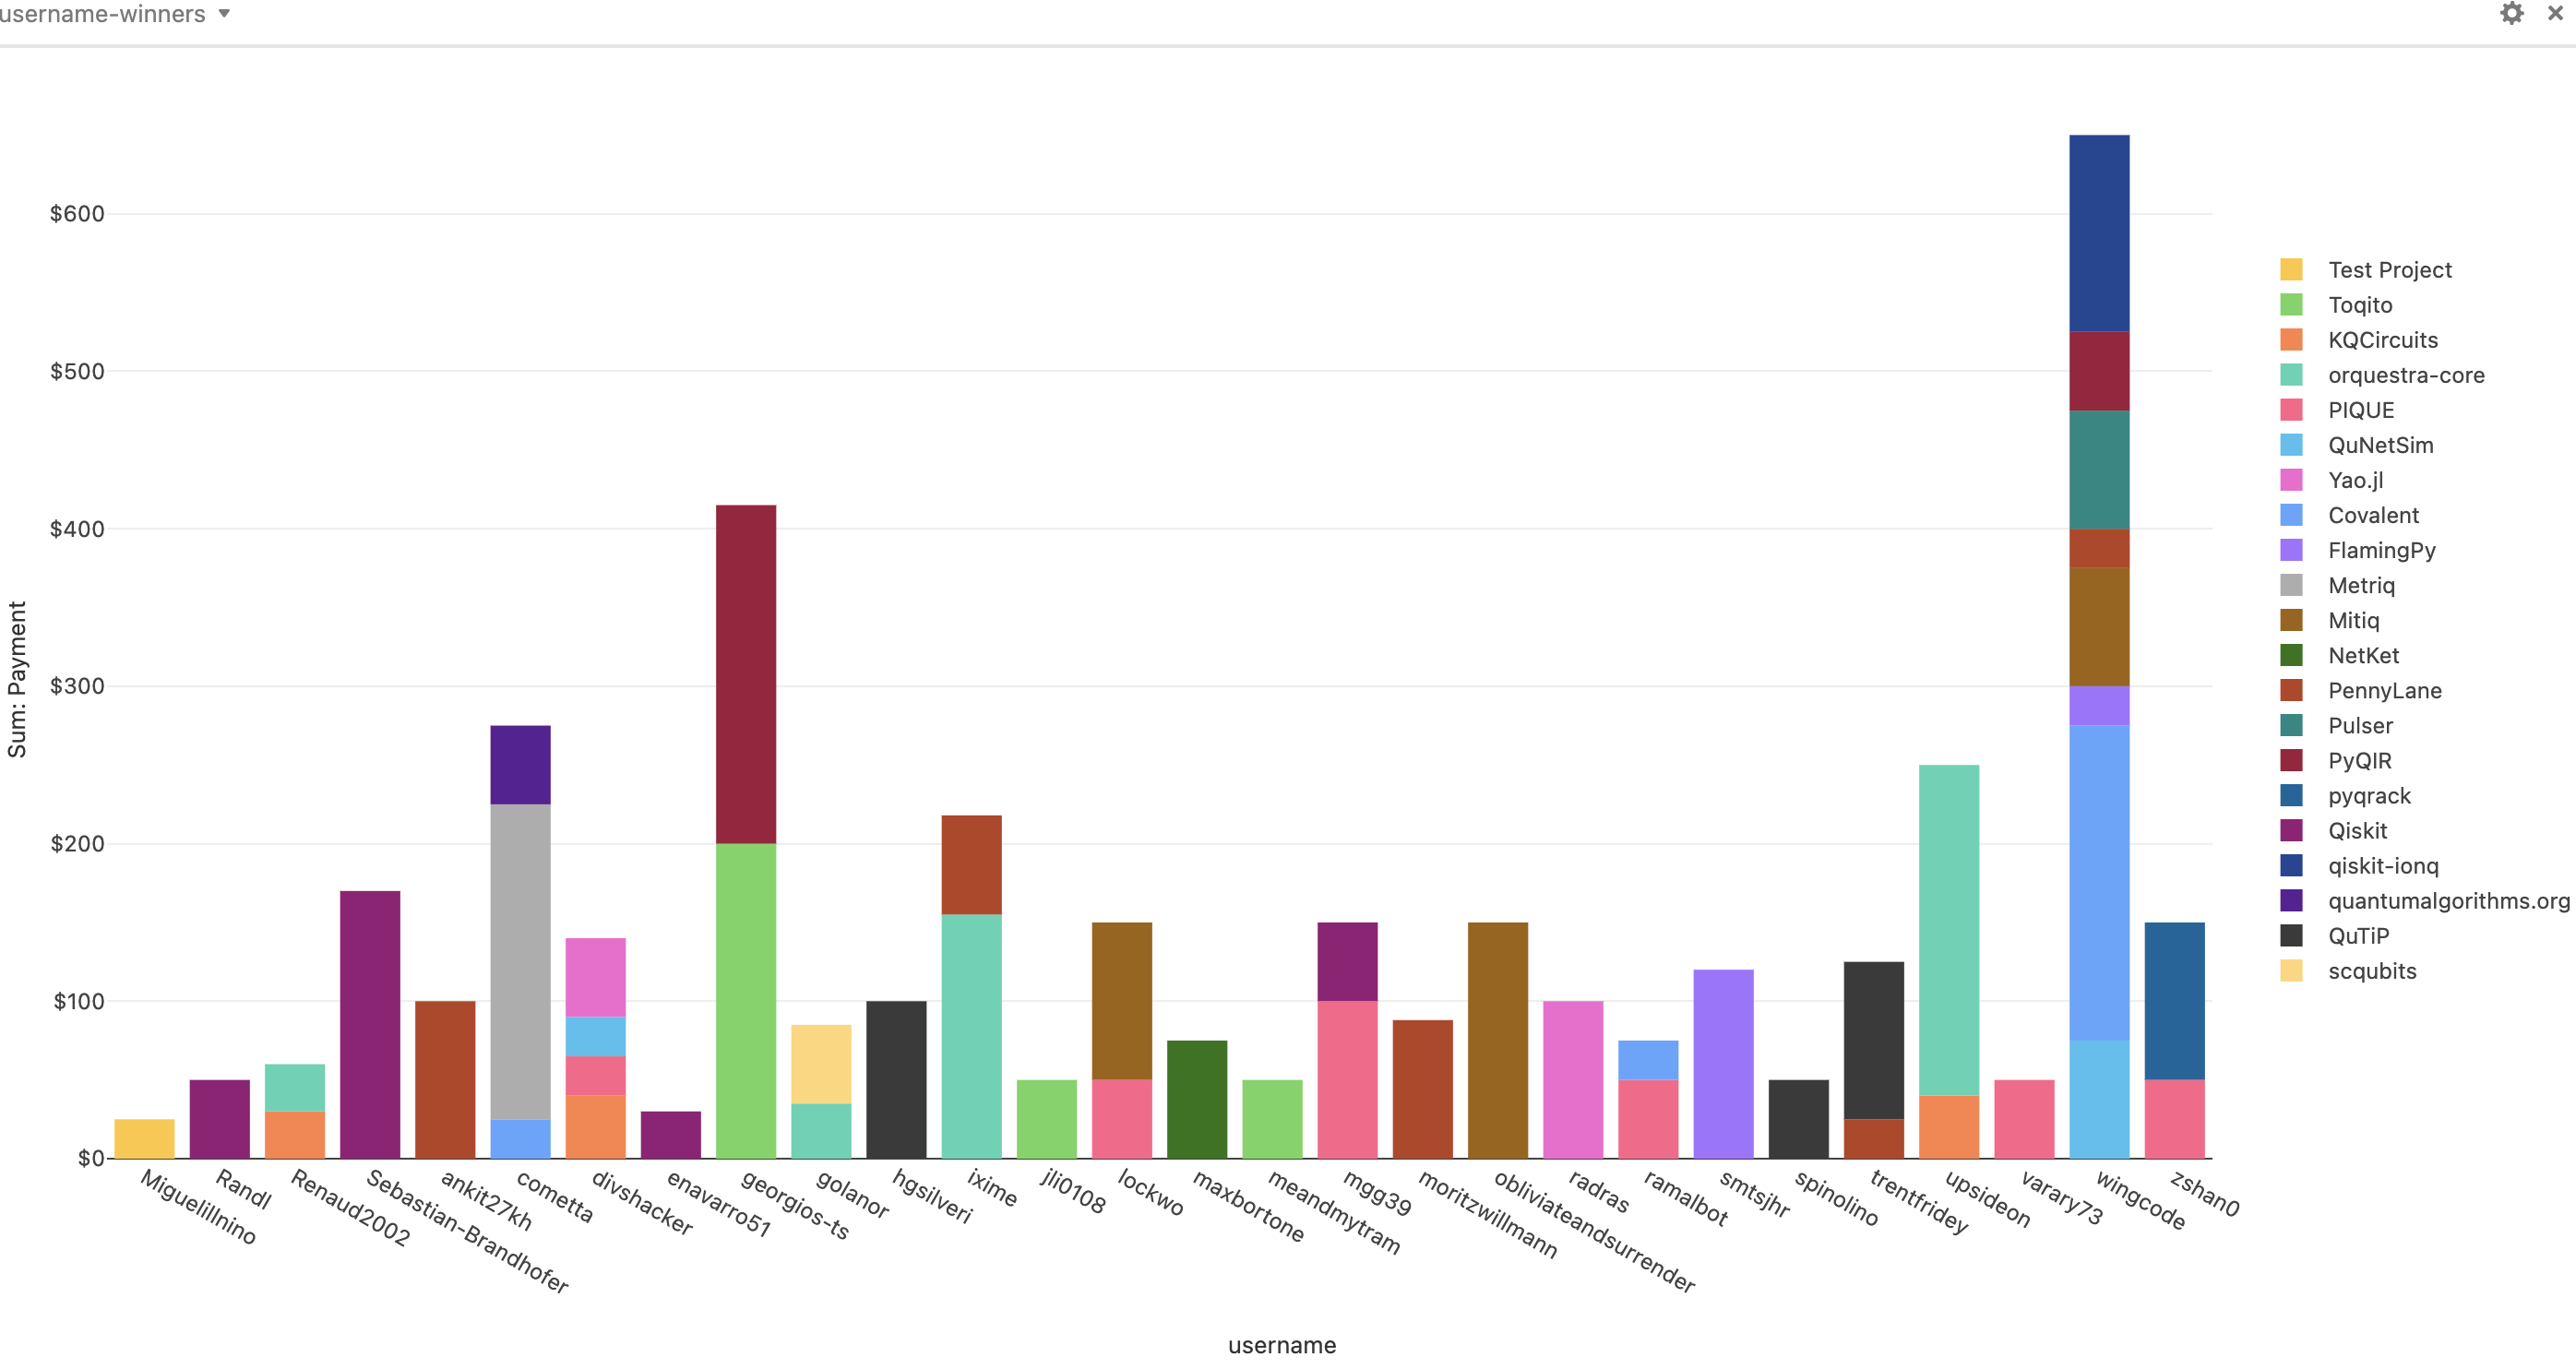 username-winners
$600
$500
$400
$300
$200
$100
$0
Sum: Payment
Miguelillnino
Randl
Renaud2002
Sebastian-Brandhofer
ankit27kh
cometta
divshacker
enavarro51
georgios-ts
golanor
hgsilveri
ixime
jli0108
lockwo
maxbortone
meandmytram
mgg39
moritzwillmann
obliviateandsurrender
radras
ramalbot
smtsjhr
spinolino
trentfridey
upsideon
varary73
wingcode
zshan0
username
Test Project
Toqito
KQCircuits
orquestra-core
PIQUE
QuNetSim
Yao.jl
Covalent
FlamingPy
Metriq
Mitiq
NetKet
PennyLane
Pulser
PyQIR
pyqrack
Qiskit
qiskit-ionq
quantumalgorithms.org
QuTiP
scqubits